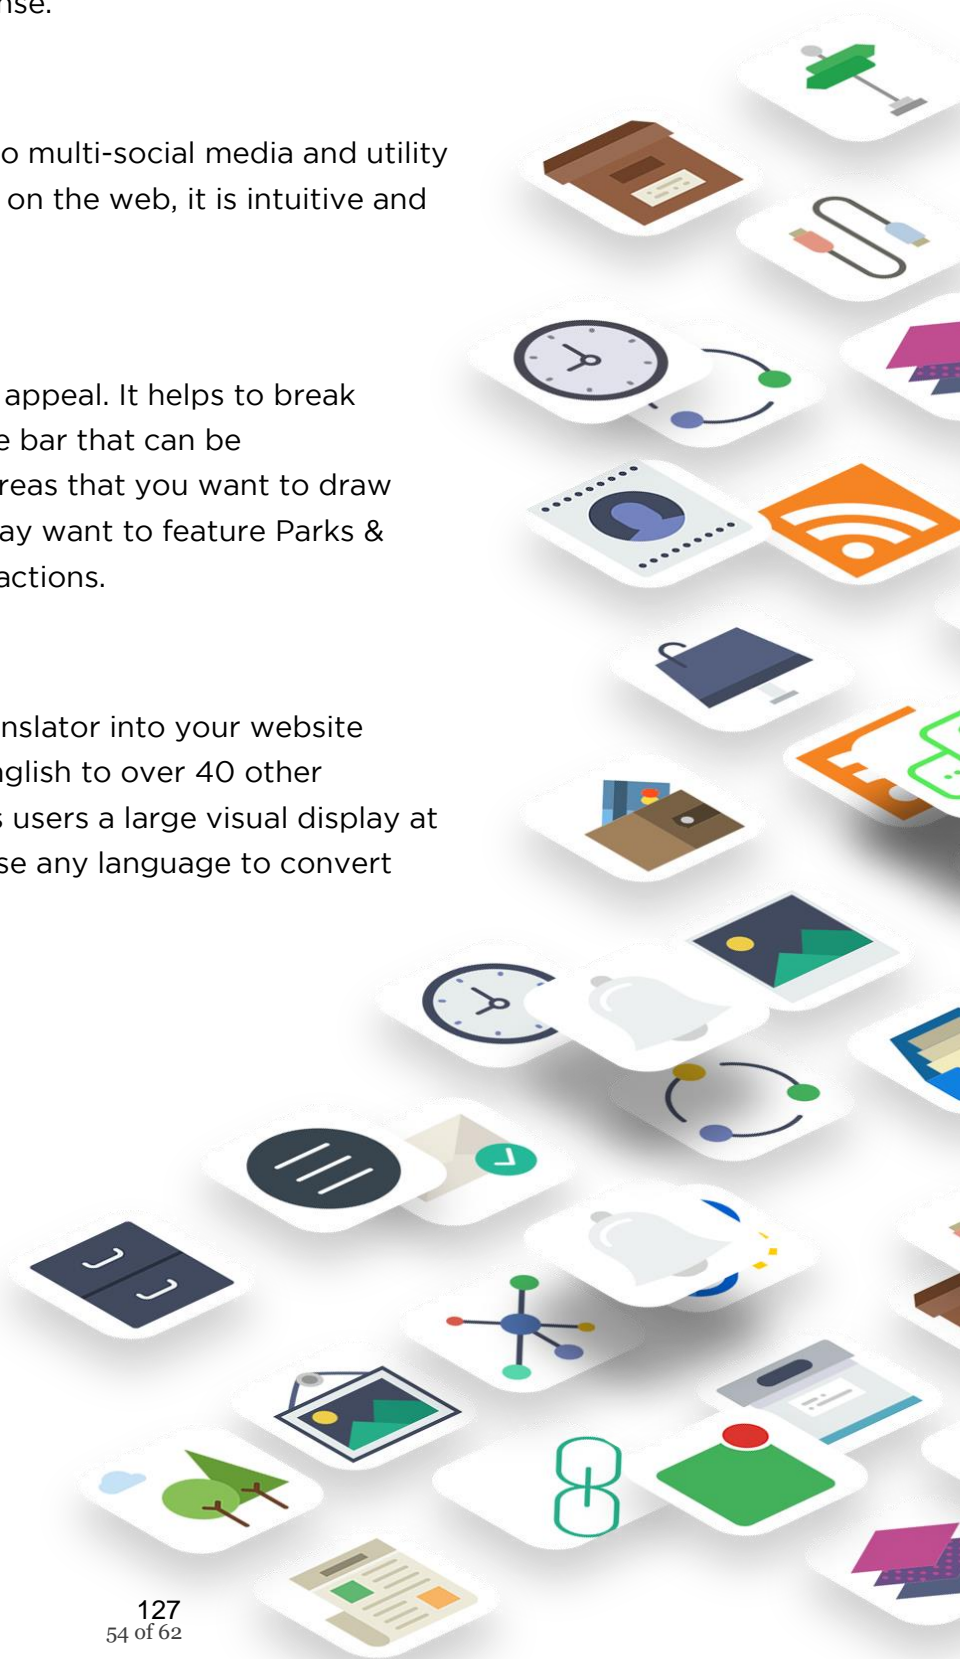 nse.
o multi-social media and utility
on the web, it is intuitive and
appeal. It helps to break
e bar that can be
reas that you want to draw
ay want to feature Parks &
actions.
nslator into your website
nglish to over 40 other
s users a large visual display at
se any language to convert
127
54 of 62